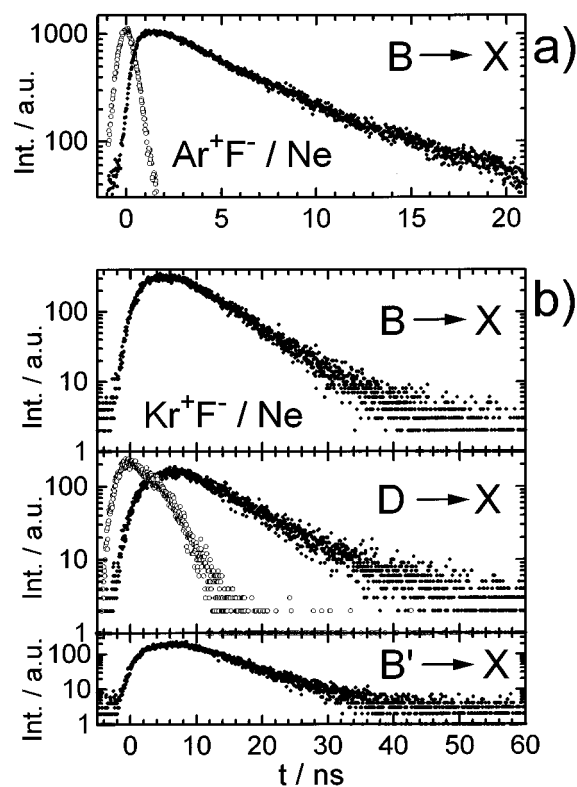 1000
100
Int. / a.u.
B → X
a)
Ar⁺F⁻ / Ne
0 5 10 15 20
100
10
Int. / a.u.
B → X
b)
Kr⁺F⁻ / Ne
1
100
10
Int. / a.u.
D → X
1
100
10
1
Int. / a.u.
B' → X
0 10 20 30 40 50 60
t / ns